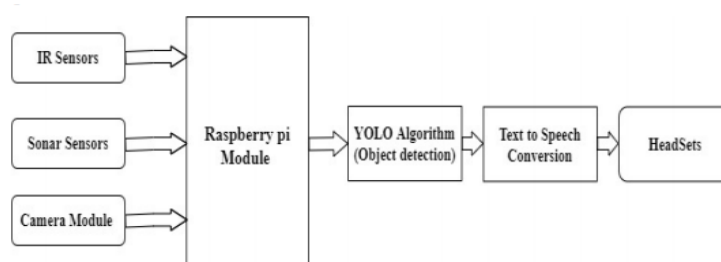 IR Sensors
Sonar Sensors
Camera Module
Raspberry pi
Module
YOLO Algorithm
(Object detection)
Text to Speech
Conversion
HeadSets